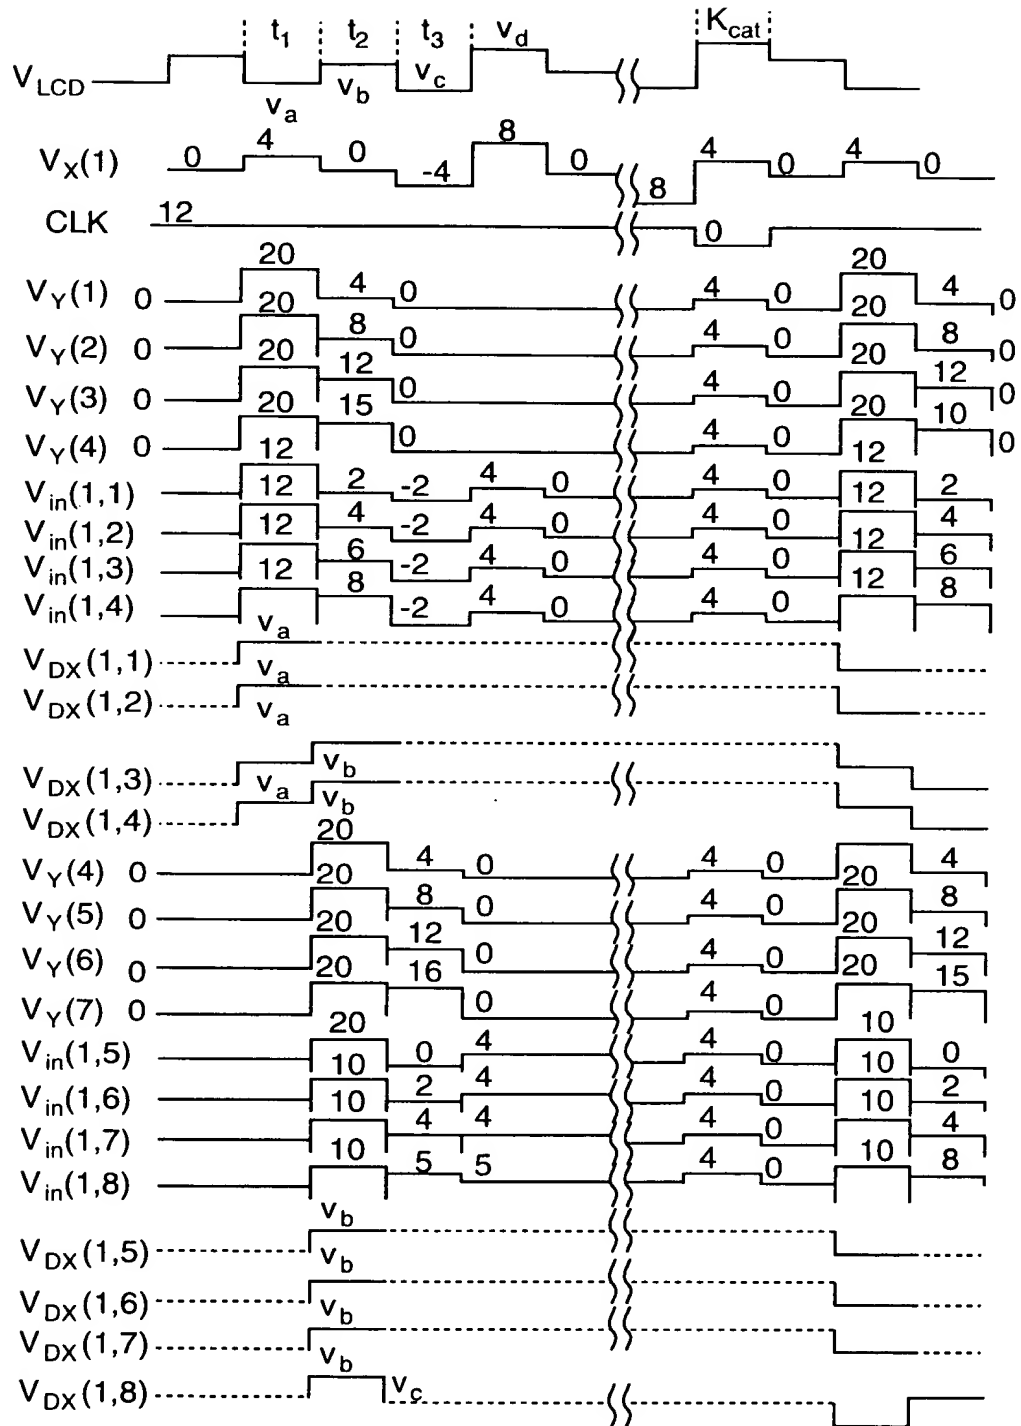 t1 t2 t3 vd Kcat
VLCD va vb vc
VX(1) 0 4 0 -4 8 0 8 4 0 4 0
CLK 12 0
20 20
VY(1) 0 4 0 4 0 4 0
20 20
VY(2) 0 8 0 4 0 8 0
20 20
VY(3) 0 12 0 4 0 12 0
20 20
VY(4) 0 15 0 4 0 10 0
12 12
Vin(1,1) 2 -2 4 0 4 0 2
12 12
Vin(1,2) 4 -2 4 0 4 0 4
12 12
Vin(1,3) 6 -2 4 0 4 0 6
12 12
Vin(1,4) 8 -2 4 0 4 0 8
va
VDX(1,1)
va
VDX(1,2)
va
VDX(1,3) vb
va
VDX(1,4) vb
20
VY(4) 0 4 0 4 0 4
20 20
VY(5) 0 8 0 4 0 8
20 20
VY(6) 0 12 0 4 0 12
20 20
VY(7) 0 16 0 4 0 15
20 10
Vin(1,5) 0 4 4 0 0
10 10
Vin(1,6) 2 4 4 0 2
10 10
Vin(1,7) 4 4 4 0 4
10 10
Vin(1,8) 5 5 4 0 8
vb
VDX(1,5)
vb
VDX(1,6)
vb
VDX(1,7)
vb
VDX(1,8) vc